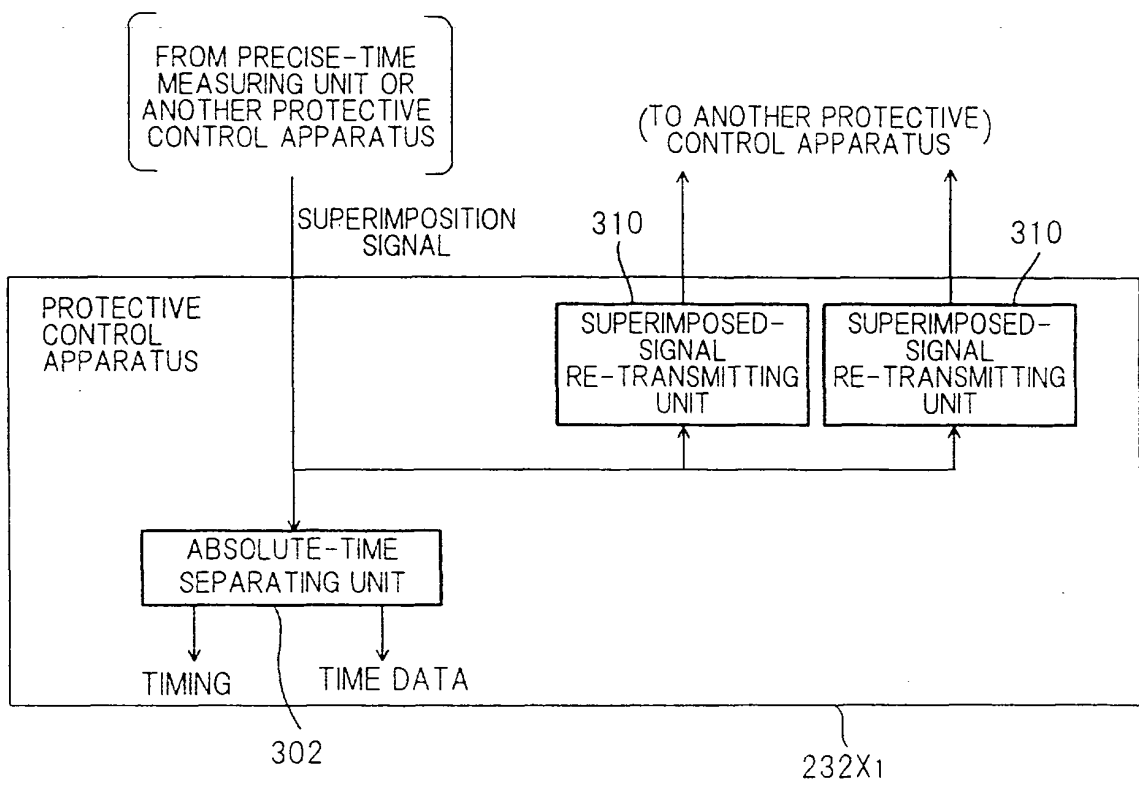 FROM PRECISE-TIME
MEASURING UNIT OR
ANOTHER PROTECTIVE
CONTROL APPARATUS
(TO ANOTHER PROTECTIVE)
CONTROL APPARATUS
SUPERIMPOSITION
SIGNAL
310
310
PROTECTIVE
CONTROL
APPARATUS
SUPERIMPOSED-
SIGNAL
RE-TRANSMITTING
UNIT
SUPERIMPOSED-
SIGNAL
RE-TRANSMITTING
UNIT
ABSOLUTE-TIME
SEPARATING UNIT
TIMING
TIME DATA
302
232X1